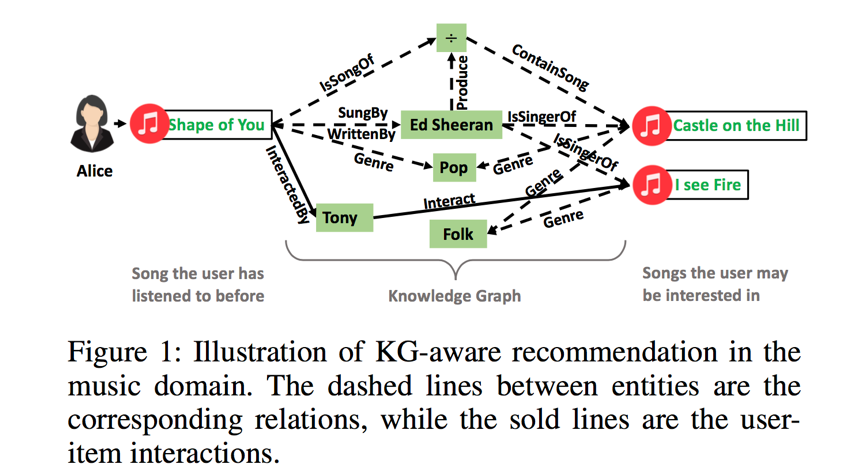 ÷
IsSongOf
ContainSong
Produce
SungBy
WrittenBy
Ed Sheeran
IsSingerOf
Shape of You
Castle on the Hill
Alice
Genre
Pop
Genre
IsSingerOf
InteractedBy
Genre
I see Fire
Tony
Interact
Folk
Genre
Song the user has
listened to before
Knowledge Graph
Songs the user may
be interested in
Figure 1: Illustration of KG-aware recommendation in the
music domain. The dashed lines between entities are the
corresponding relations, while the sold lines are the user-
item interactions.